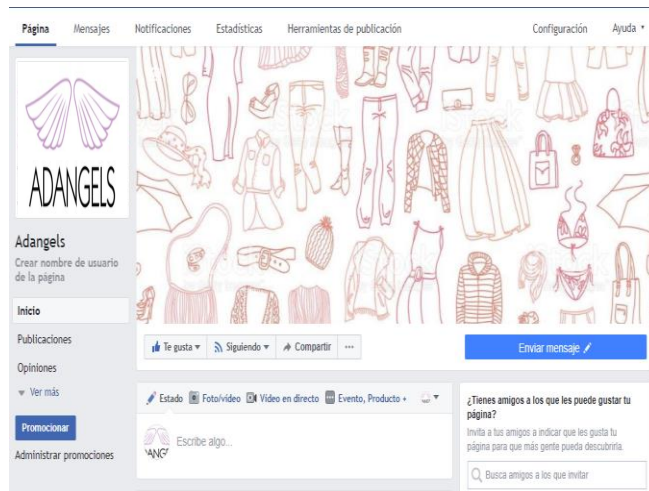 Página Mensajes Notificaciones Estadísticas Herramientas de publicación Configuración Ayuda
ADANGELS
Adangels
Crear nombre de usuario
de la página
Inicio
Publicaciones
Opiniones
Ver más
Promocionar
Administrar promociones
Te gusta Siguiendo Compartir ...
Enviar mensaje
Estado Foto/vídeo Vídeo en directo Evento, Producto +
ANG
Escribe algo...
¿Tienes amigos a los que les puede gustar tu
página?
Invita a tus amigos a indicar que les gusta tu
página para que más gente pueda descubrirla.
Busca amigos a los que invitar